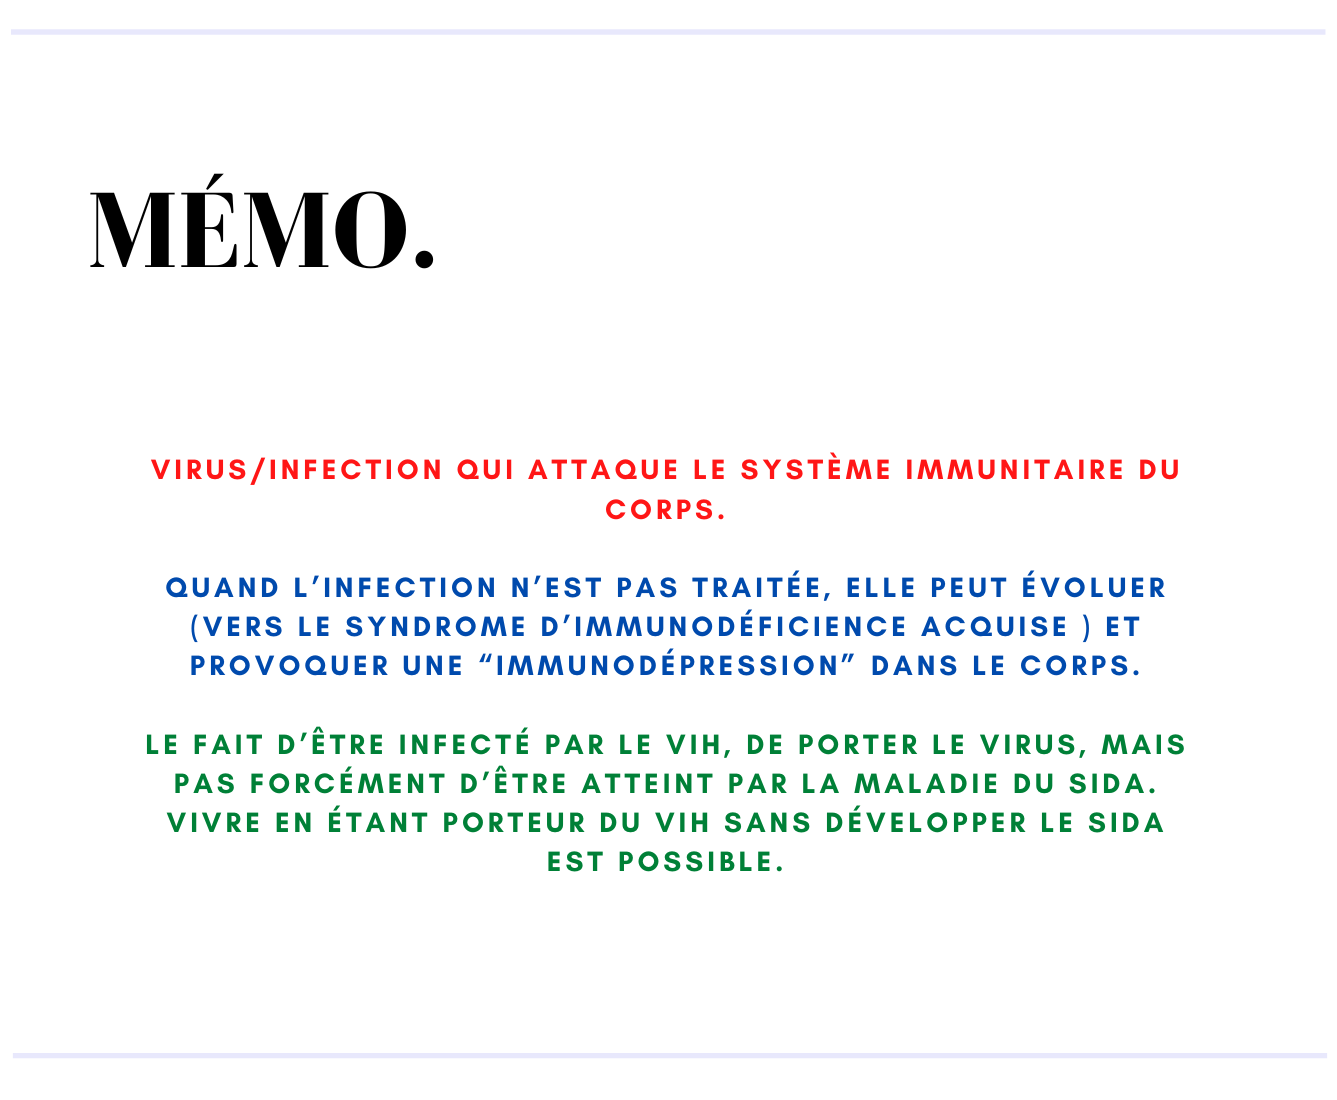 MÉMO.
VIRUS/INFECTION QUI ATTAQUE LE SYSTÈME IMMUNITAIRE DU
CORPS.
QUAND L’INFECTION N’EST PAS TRAITÉE, ELLE PEUT ÉVOLUER
(VERS LE SYNDROME D’IMMUNODÉFICIENCE ACQUISE ) ET
PROVOQUER UNE “IMMUNODÉPRESSION” DANS LE CORPS.
LE FAIT D’ÊTRE INFECTÉ PAR LE VIH, DE PORTER LE VIRUS, MAIS
PAS FORCÉMENT D’ÊTRE ATTEINT PAR LA MALADIE DU SIDA.
VIVRE EN ÉTANT PORTEUR DU VIH SANS DÉVELOPPER LE SIDA
EST POSSIBLE.